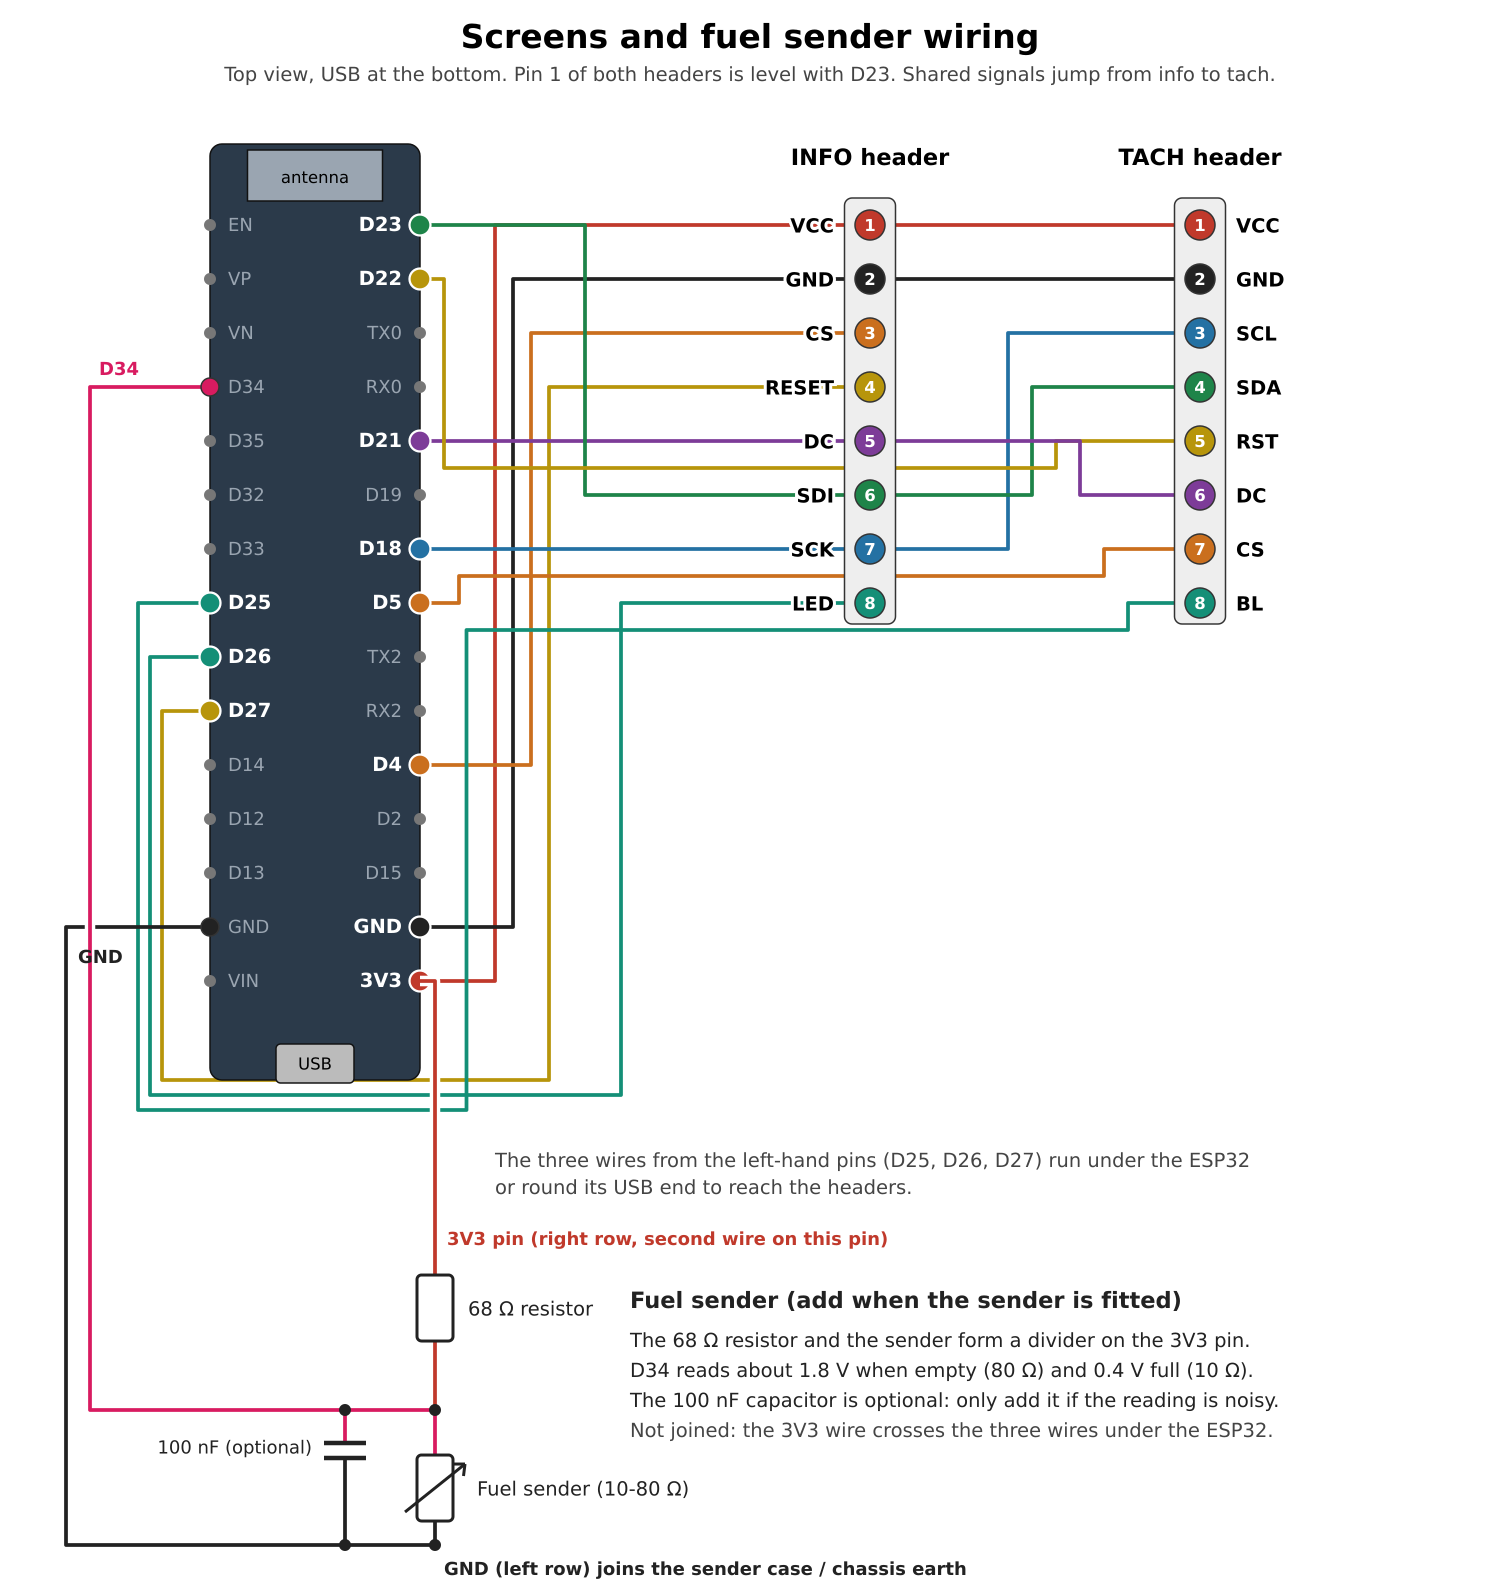 Screens and fuel sender wiring
Top view, USB at the bottom. Pin 1 of both headers is level with D23. Shared signals jump from info to tach.
INFO header
TACH header
antenna
EN
D23
VCC
1
1
VCC
VP
D22
GND
2
2
GND
VN
TX0
CS
3
3
SCL
D34
D34
RX0
RESET
4
4
SDA
D35
D21
DC
5
5
RST
D32
D19
SDI
6
6
DC
D33
D18
SCK
7
7
CS
D25
D5
LED
8
8
BL
D26
TX2
D27
RX2
D14
D4
D12
D2
D13
D15
GND
GND
GND
VIN
3V3
USB
The three wires from the left-hand pins (D25, D26, D27) run under the ESP32
or round its USB end to reach the headers.
3V3 pin (right row, second wire on this pin)
68 Ω resistor
Fuel sender (add when the sender is fitted)
The 68 Ω resistor and the sender form a divider on the 3V3 pin.
D34 reads about 1.8 V when empty (80 Ω) and 0.4 V full (10 Ω).
The 100 nF capacitor is optional: only add it if the reading is noisy.
Not joined: the 3V3 wire crosses the three wires under the ESP32.
100 nF (optional)
Fuel sender (10-80 Ω)
GND (left row) joins the sender case / chassis earth